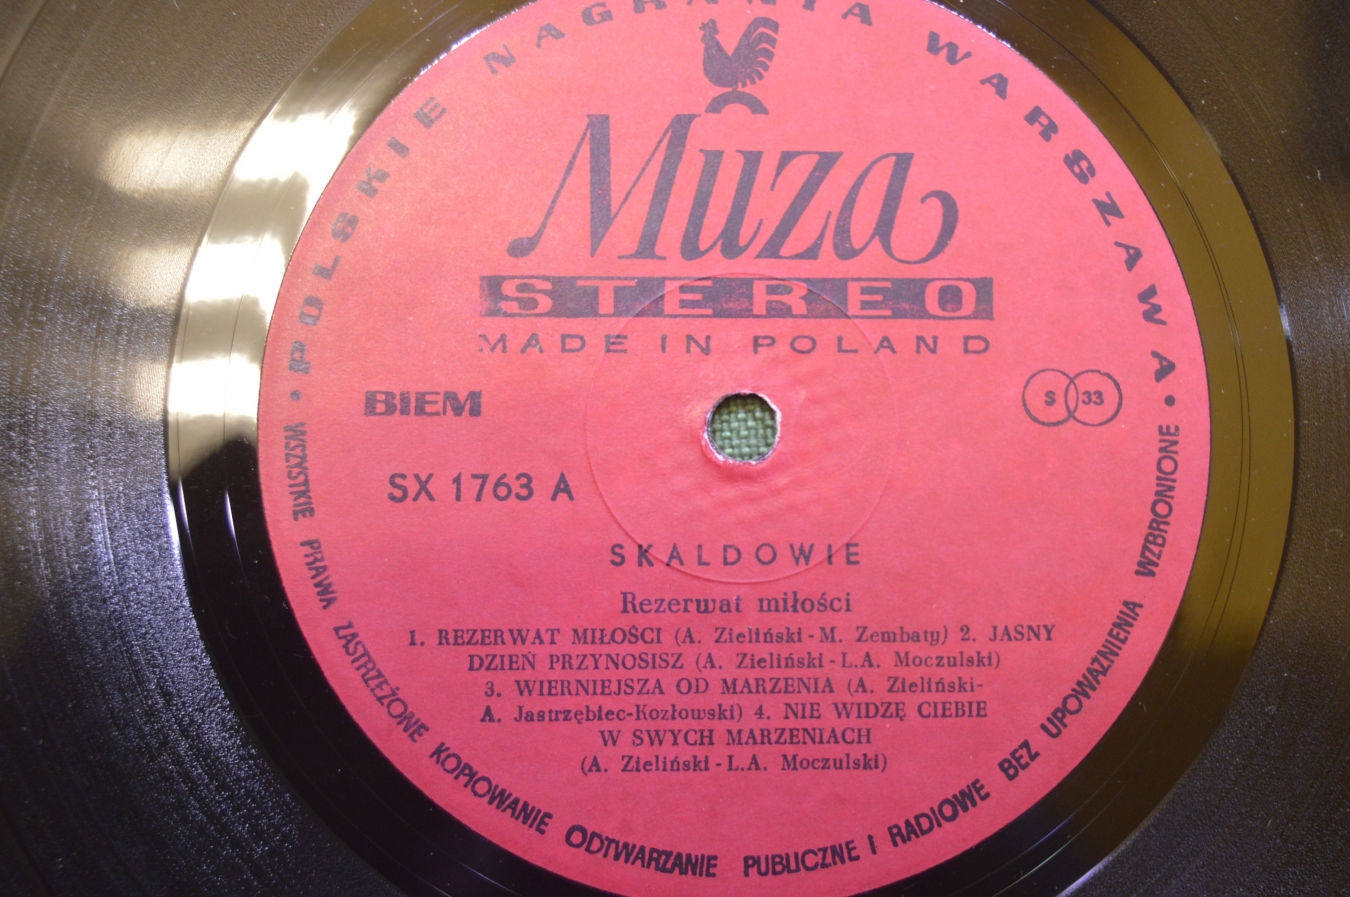 POLSKIE NAGRANIA WARSZAWA
Muza
STEREO
MADE IN POLAND
BIEM
S 33
SX 1763 A
SKALDOWIE
Rezerwat miłości
1. REZERWAT MIŁOŚCI (A. Zieliński - M. Zembaty) 2. JASNY
DZIEŃ PRZYNOSISZ (A. Zieliński - L.A. Moczulski)
3. WIERNIEJSZA OD MARZENIA (A. Zieliński-
A. Jastrzębiec-Kozłowski) 4. NIE WIDZĘ CIEBIE
W SWYCH MARZENIACH
(A. Zieliński - L.A. Moczulski)
• WSZYSTKIE PRAWA ZASTRZEŻONE KOPIOWANIE ODTWARZANIE PUBLICZNE I RADIOWE BEZ UPOWAŻNIENIA WZBRONIONE •